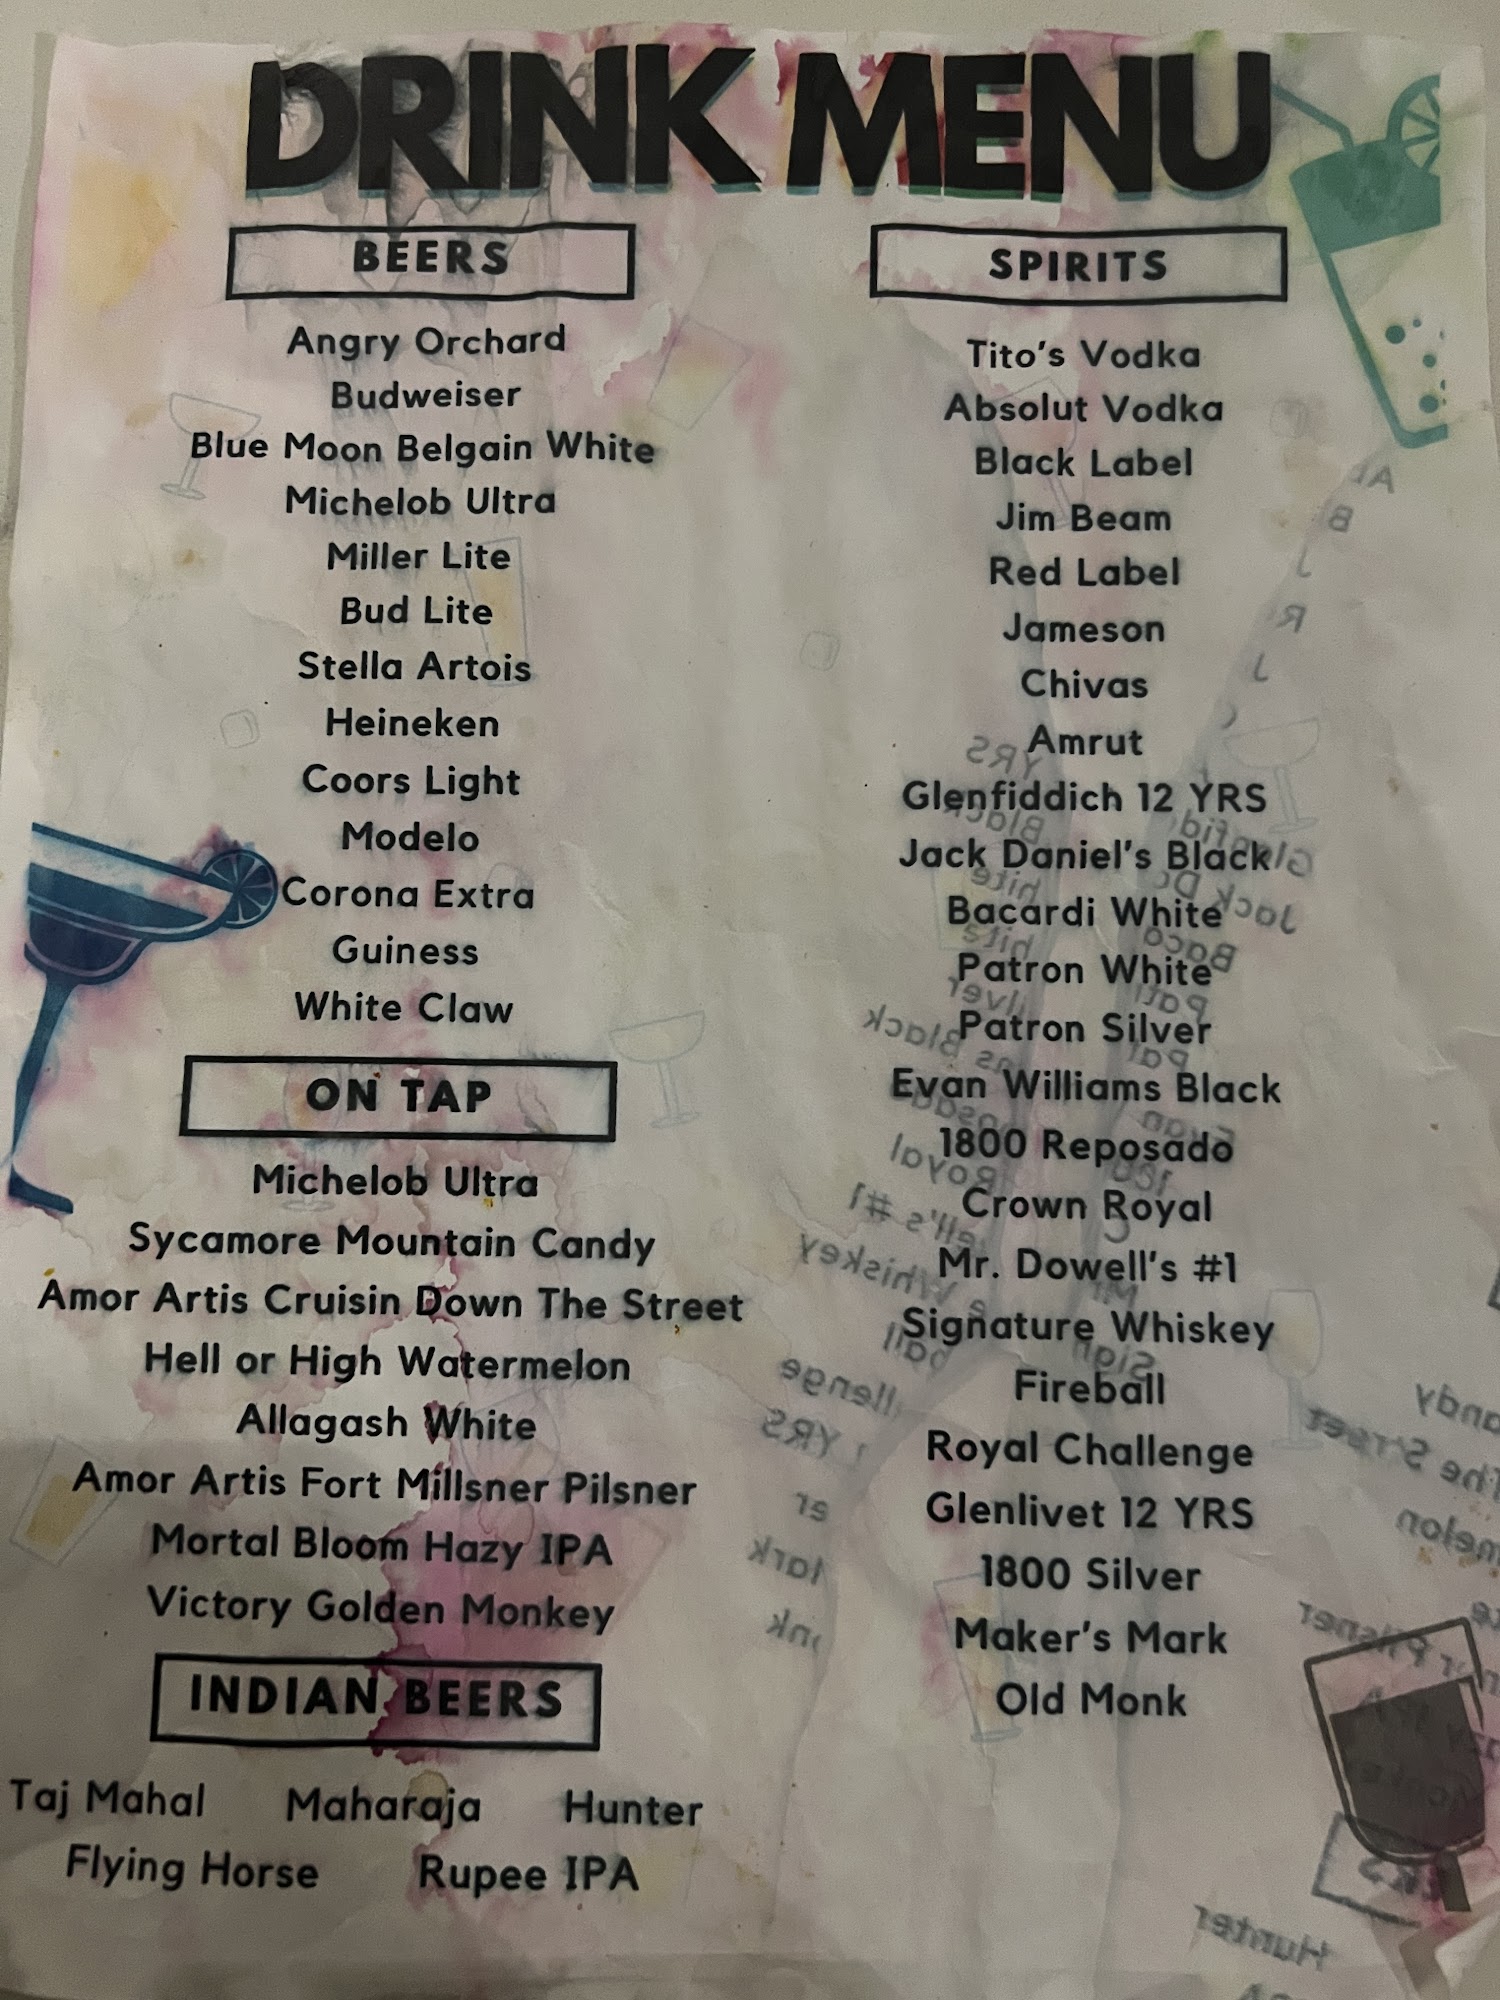 DRINK MENU
BEERS
Angry Orchard
Budweiser
Blue Moon Belgain White
Michelob Ultra
Miller Lite
Bud Lite
Stella Artois
Heineken
Coors Light
Modelo
Corona Extra
Guiness
White Claw
ON TAP
Michelob Ultra
Sycamore Mountain Candy
Amor Artis Cruisin Down The Street
Hell or High Watermelon
Allagash White
Amor Artis Fort Millsner Pilsner
Mortal Bloom Hazy IPA
Victory Golden Monkey
INDIAN BEERS
Taj Mahal Maharaja Hunter
Flying Horse Rupee IPA
SPIRITS
Tito's Vodka
Absolut Vodka
Black Label
Jim Beam
Red Label
Jameson
Chivas
Amrut
Glenfiddich 12 YRS
Jack Daniel's Black
Bacardi White
Patron White
Patron Silver
Evan Williams Black
1800 Reposado
Crown Royal
Mr. Dowell's #1
Signature Whiskey
Fireball
Royal Challenge
Glenlivet 12 YRS
1800 Silver
Maker's Mark
Old Monk